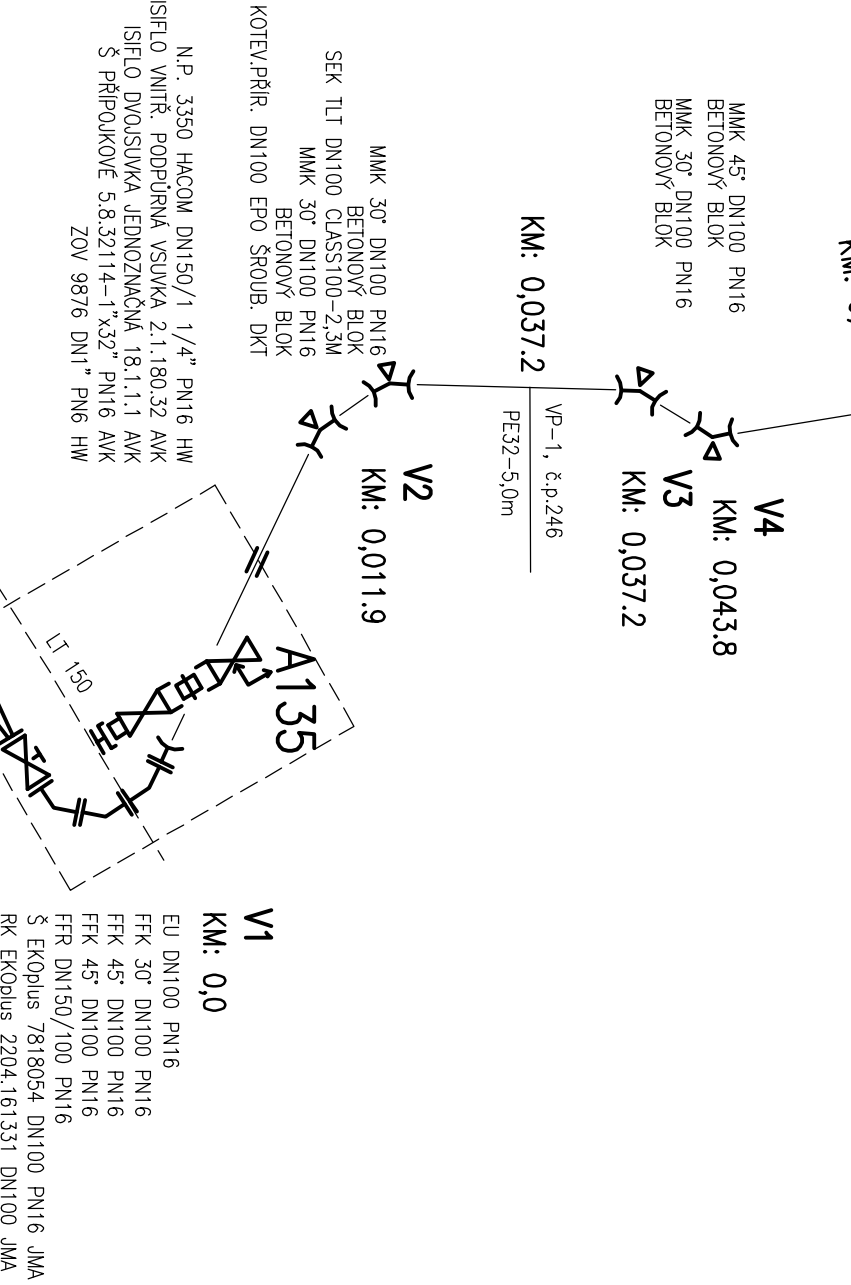 MMK 45° DN100 PN16
BETONOVÝ BLOK
MMK 30° DN100 PN16
BETONOVÝ BLOK
V4
KM: 0,043.8
V3
KM: 0,037.2
VP-1, č.p.246
PE32-5,0m
KM: 0,037.2
MMK 30° DN100 PN16
BETONOVÝ BLOK
SEK TLT DN100 CLASS100-2,3M
MMK 30° DN100 PN16
BETONOVÝ BLOK
KOTEV.PŘÍR. DN100 EPO ŠROUB. DKT
V2
KM: 0,011.9
N.P. 3350 HACOM DN150/1 1/4" PN16 HW
ISIFLO VNITŘ. PODPŮRNÁ VSUVKA 2.1.180.32 AVK
ISIFLO DVOJSUVKA JEDNOZNAČNÁ 18.1.1.1 AVK
Š PŘÍPOJKOVÉ 5.8.32114-1"x32" PN16 AVK
ZOV 9876 DN1" PN6 HW
A135
LT 150
V1
KM: 0,0
EU DN100 PN16
FFK 30° DN100 PN16
FFK 45° DN100 PN16
FFK 45° DN100 PN16
FFR DN150/100 PN16
Š EKOplus 7818054 DN100 PN16 JMA
RK EKOplus 2204.161331 DN100 JMA